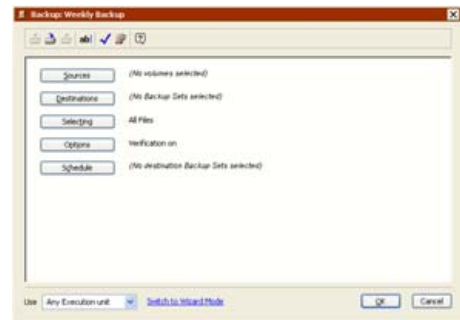 Backup: Weekly Backup
abl
Sources (No volumes selected)
Destinations (No Backup Sets selected)
Selecting All Files
Options Verification on
Schedule (No destination Backup Sets selected)
Use Any Execution unit Switch to Wizard Mode OK Cancel